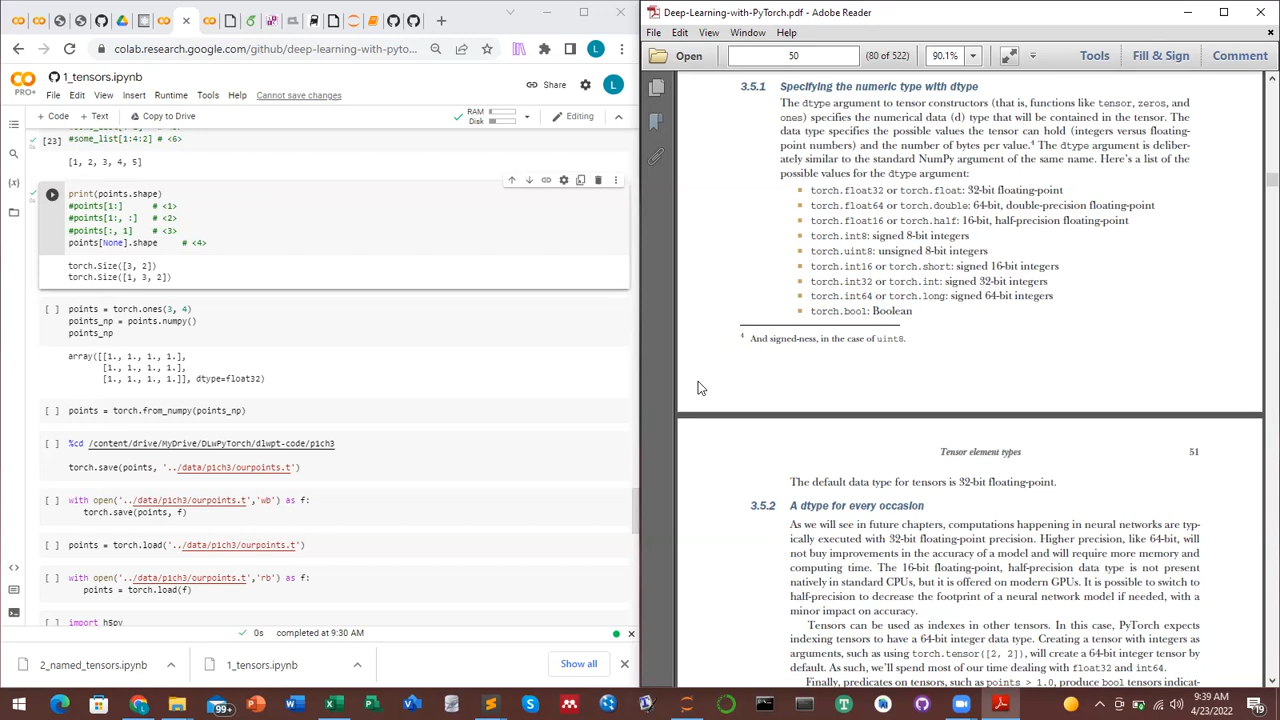 colab.research.google.com/github/deep-learning-with-pyto...
L
1_tensors.ipynb
PRO+
File Edit View Insert Runtime Tools Help Cannot save changes
Share
L
+ Code + Text Copy to Drive
RAM
Disk
Editing
#some_list[1:4:2] # <6>
[23]
[1, 2, 3, 4, 5]
print(points.shape)
#points[1:] # <1>
#points[1:, :] # <2>
#points[:, 1] # <3>
points[None].shape # <4>
torch.Size([3, 2])
torch.Size([1, 3, 2])
[ ] points = torch.ones(3, 4)
points_np = points.numpy()
points_np
array([[1., 1., 1., 1.],
[1., 1., 1., 1.],
[1., 1., 1., 1.]], dtype=float32)
[ ] points = torch.from_numpy(points_np)
[ ] %cd /content/drive/MyDrive/DLwPyTorch/dlwpt-code/p1ch3
torch.save(points, '../data/p1ch3/ourpoints.t')
[ ] with open('../data/p1ch3/ourpoints.t','wb') as f:
torch.save(points, f)
[ ] points = torch.load('../data/p1ch3/ourpoints.t')
[ ] with open('../data/p1ch3/ourpoints.t','rb') as f:
points = torch.load(f)
import h5py
0s completed at 9:30 AM
2_named_tensors.ipynb
1_tensors.ipynb
Show all
Deep-Learning-with-PyTorch.pdf - Adobe Reader
File Edit View Window Help
Open
50
(80 of 522)
90.1%
Tools Fill & Sign Comment
3.5.1 Specifying the numeric type with dtype
The dtype argument to tensor constructors (that is, functions like tensor, zeros, and
ones) specifies the numerical data (d) type that will be contained in the tensor. The
data type specifies the possible values the tensor can hold (integers versus floating-
point numbers) and the number of bytes per value.4 The dtype argument is deliber-
ately similar to the standard NumPy argument of the same name. Here's a list of the
possible values for the dtype argument:
▪ torch.float32 or torch.float: 32-bit floating-point
▪ torch.float64 or torch.double: 64-bit, double-precision floating-point
▪ torch.float16 or torch.half: 16-bit, half-precision floating-point
▪ torch.int8: signed 8-bit integers
▪ torch.uint8: unsigned 8-bit integers
▪ torch.int16 or torch.short: signed 16-bit integers
▪ torch.int32 or torch.int: signed 32-bit integers
▪ torch.int64 or torch.long: signed 64-bit integers
▪ torch.bool: Boolean
4 And signed-ness, in the case of uint8.
Tensor element types 51
The default data type for tensors is 32-bit floating-point.
3.5.2 A dtype for every occasion
As we will see in future chapters, computations happening in neural networks are typ-
ically executed with 32-bit floating-point precision. Higher precision, like 64-bit, will
not buy improvements in the accuracy of a model and will require more memory and
computing time. The 16-bit floating-point, half-precision data type is not present
natively in standard CPUs, but it is offered on modern GPUs. It is possible to switch to
half-precision to decrease the footprint of a neural network model if needed, with a
minor impact on accuracy.
Tensors can be used as indexes in other tensors. In this case, PyTorch expects
indexing tensors to have a 64-bit integer data type. Creating a tensor with integers as
arguments, such as using torch.tensor([2, 2]), will create a 64-bit integer tensor by
default. As such, we'll spend most of our time dealing with float32 and int64.
Finally, predicates on tensors, such as points > 1.0, produce bool tensors indicat-
99+
9:39 AM
4/23/2022
19